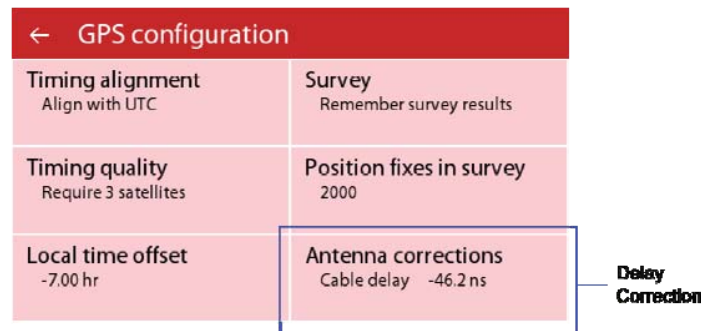 ← GPS configuration
Timing alignment
Align with UTC
Survey
Remember survey results
Timing quality
Require 3 satellites
Position fixes in survey
2000
Local time offset
-7.00 hr
Antenna corrections
Cable delay -46.2 ns
Delay
Correction